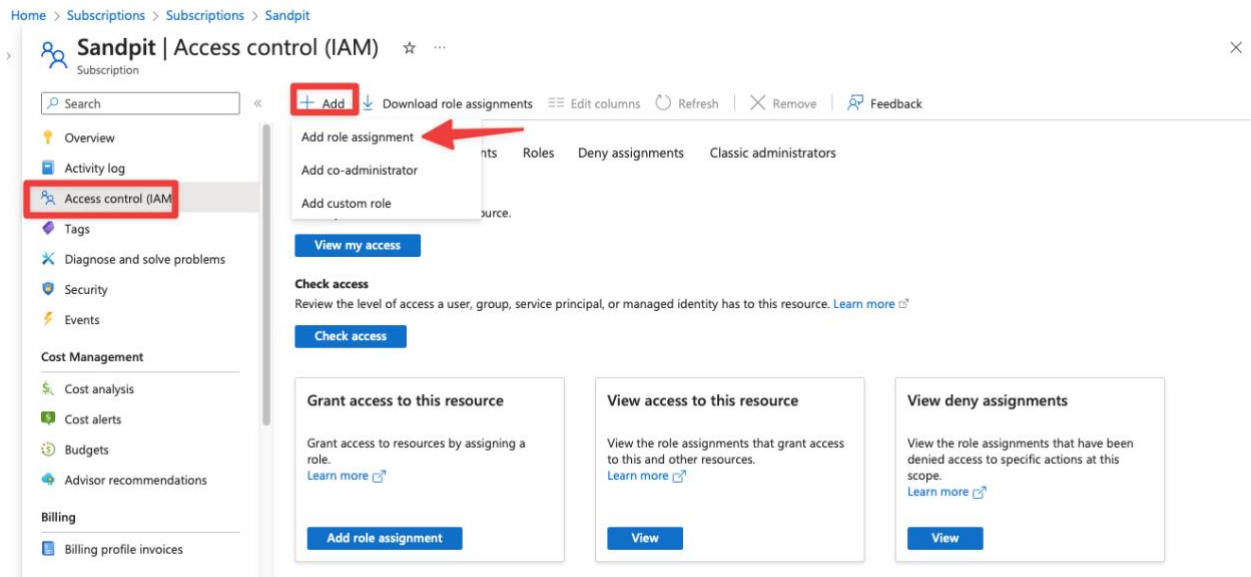 Home > Subscriptions > Subscriptions > Sandpit
Sandpit | Access control (IAM)
Subscription
Search
+ Add
Download role assignments
Edit columns
Refresh
Remove
Feedback
Overview
Activity log
Access control (IAM
Tags
Diagnose and solve problems
Security
Events
Cost Management
Cost analysis
Cost alerts
Budgets
Advisor recommendations
Billing
Billing profile invoices
Add role assignment
Add co-administrator
Add custom role
nts
Roles
Deny assignments
Classic administrators
ource.
View my access
Check access
Review the level of access a user, group, service principal, or managed identity has to this resource. Learn more
Check access
Grant access to this resource
Grant access to resources by assigning a
role.
Learn more
Add role assignment
View access to this resource
View the role assignments that grant access
to this and other resources.
Learn more
View
View deny assignments
View the role assignments that have been
denied access to specific actions at this
scope.
Learn more
View